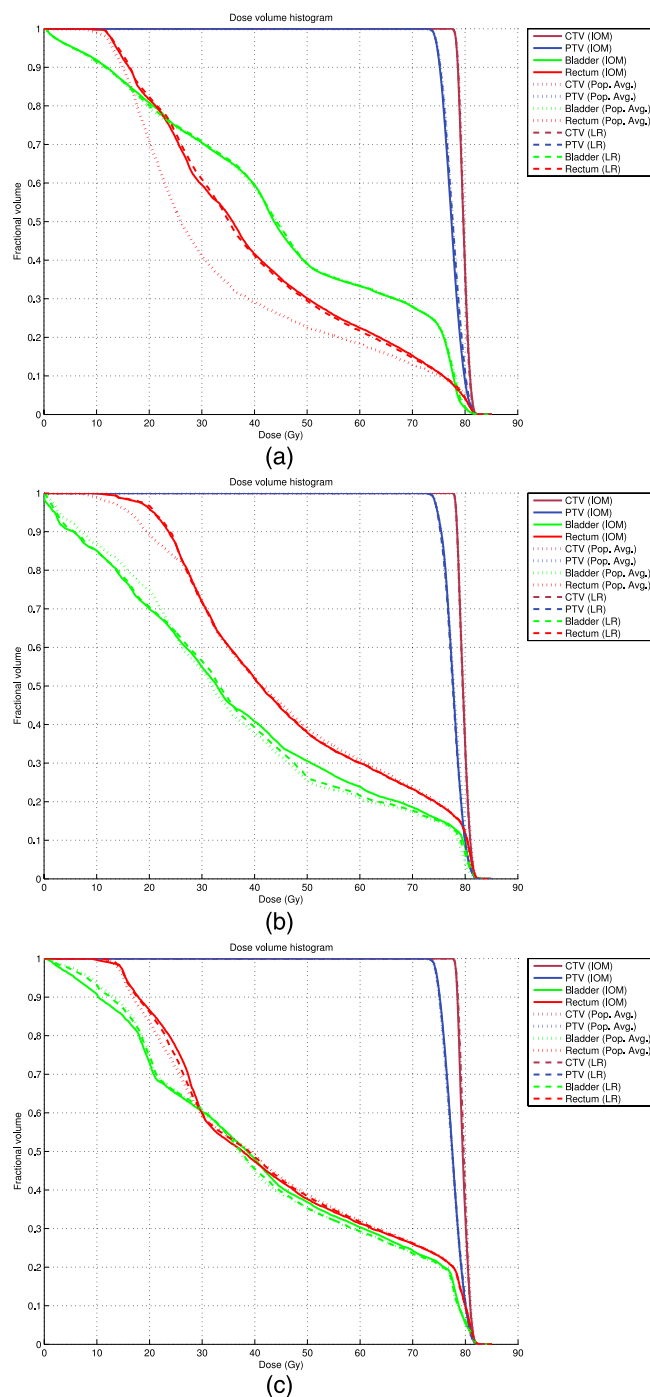 Dose volume histogram
1
0.9
0.8
0.7
0.6
0.5
0.4
0.3
0.2
0.1
0
Fractional volume
0 10 20 30 40 50 60 70 80 90
Dose (Gy)
CTV (IOM)
PTV (IOM)
Bladder (IOM)
Rectum (IOM)
CTV (Pop. Avg.)
PTV (Pop. Avg.)
Bladder (Pop. Avg.)
Rectum (Pop. Avg.)
CTV (LR)
PTV (LR)
Bladder (LR)
Rectum (LR)
(a)
Dose volume histogram
1
0.9
0.8
0.7
0.6
0.5
0.4
0.3
0.2
0.1
0
Fractional volume
0 10 20 30 40 50 60 70 80 90
Dose (Gy)
CTV (IOM)
PTV (IOM)
Bladder (IOM)
Rectum (IOM)
CTV (Pop. Avg.)
PTV (Pop. Avg.)
Bladder (Pop. Avg.)
Rectum (Pop. Avg.)
CTV (LR)
PTV (LR)
Bladder (LR)
Rectum (LR)
(b)
Dose volume histogram
1
0.9
0.8
0.7
0.6
0.5
0.4
0.3
0.2
0.1
0
Fractional volume
0 10 20 30 40 50 60 70 80 90
Dose (Gy)
CTV (IOM)
PTV (IOM)
Bladder (IOM)
Rectum (IOM)
CTV (Pop. Avg.)
PTV (Pop. Avg.)
Bladder (Pop. Avg.)
Rectum (Pop. Avg.)
CTV (LR)
PTV (LR)
Bladder (LR)
Rectum (LR)
(c)